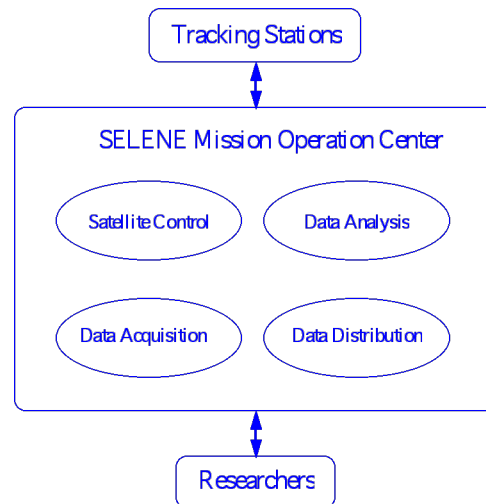 Tracking Stations
SELENE Mission Operation Center
Satellite Control
Data Analysis
Data Acquisition
Data Distribution
Researchers